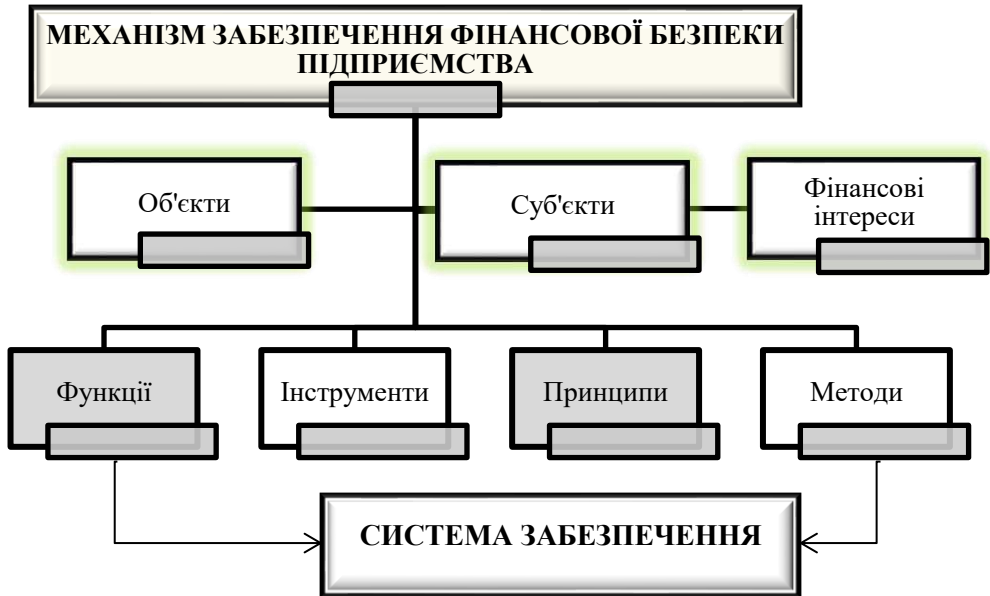 МЕХАНІЗМ ЗАБЕЗПЕЧЕННЯ ФІНАНСОВОЇ БЕЗПЕКИ
ПІДПРИЄМСТВА
Об'єкти
Суб'єкти
Фінансові
інтереси
Функції
Інструменти
Принципи
Методи
СИСТЕМА ЗАБЕЗПЕЧЕННЯ